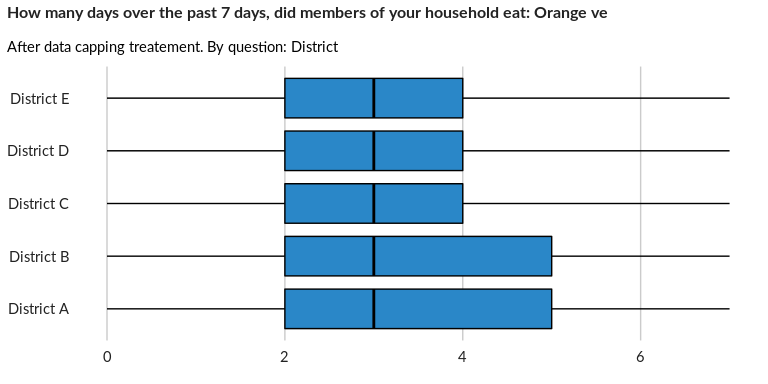 How many days over the past 7 days, did members of your household eat: Orange ve
After data capping treatement. By question: District
District E
District D
District C
District B
District A
0 2 4 6